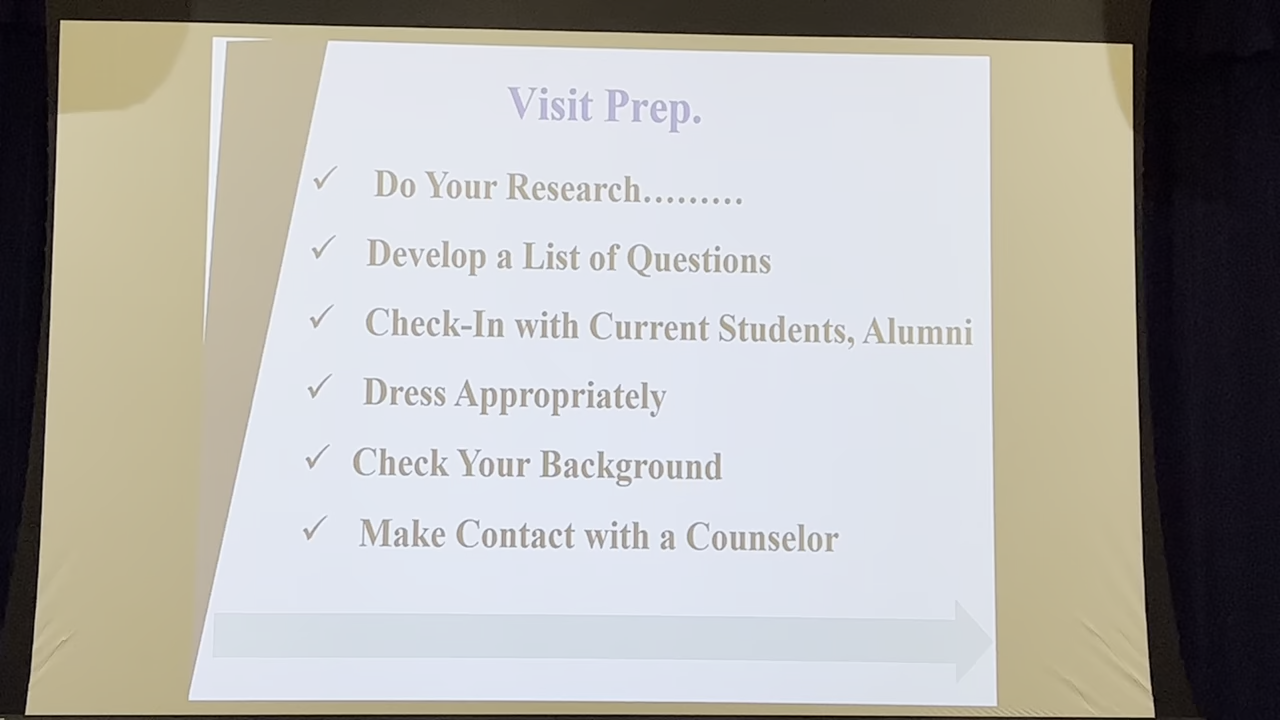 Visit Prep.
✓ Do Your Research.........
✓ Develop a List of Questions
✓ Check-In with Current Students, Alumni
✓ Dress Appropriately
✓ Check Your Background
✓ Make Contact with a Counselor